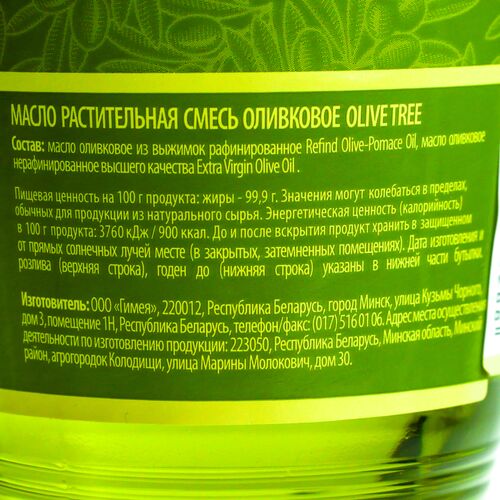 МАСЛО РАСТИТЕЛЬНАЯ СМЕСЬ ОЛИВКОВОЕ OLIVE TREE
Состав: масло оливковое из выжимок рафинированное Refind Olive-Pomace Oil, масло оливковое
нерафинированное высшего качества Extra Virgin Olive Oil .
Пищевая ценность на 100 г продукта: жиры - 99,9 г. Значения могут колебаться в пределах,
обычных для продукции из натурального сырья. Энергетическая ценность (калорийность)
в 100 г продукта: 3760 кДж / 900 ккал. До и после вскрытия продукт хранить в защищенном
от прямых солнечных лучей месте (в закрытых, затемненных помещениях). Дата изготовления и
розлива (верхняя строка), годен до (нижняя строка) указаны в нижней части бутылки.
Изготовитель: ООО «Гимея», 220012, Республика Беларусь, город Минск, улица Кузьмы Чорного,
дом 3, помещение 1Н, Республика Беларусь, телефон/факс: (017) 516 01 06. Адрес места осуществления
деятельности по изготовлению продукции: 223050, Республика Беларусь, Минская область, Минский
район, агрогородок Колодищи, улица Марины Молокович, дом 30.